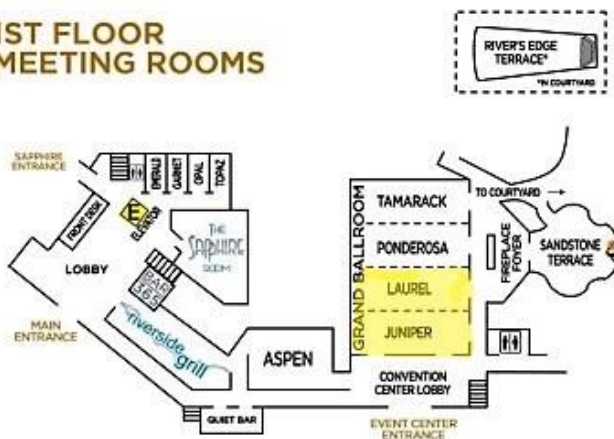 1ST FLOOR
MEETING ROOMS
RIVER'S EDGE
TERRACE*
*IN COURTYARD
SAPPHIRE
ENTRANCE
EMERALD
GARNET
OPAL
TOPAZ
FRONT DESK
E
ELEVATOR
THE
SAPPHIRE
ROOM
LOBBY
BAR
365
MAIN
ENTRANCE
riverside
grill
ASPEN
QUIET BAR
GRAND BALLROOM
TAMARACK
PONDEROSA
LAUREL
JUNIPER
TO COURTYARD
FIREPLACE
FOYER
SANDSTONE
TERRACE
CONVENTION
CENTER LOBBY
EVENT CENTER
ENTRANCE